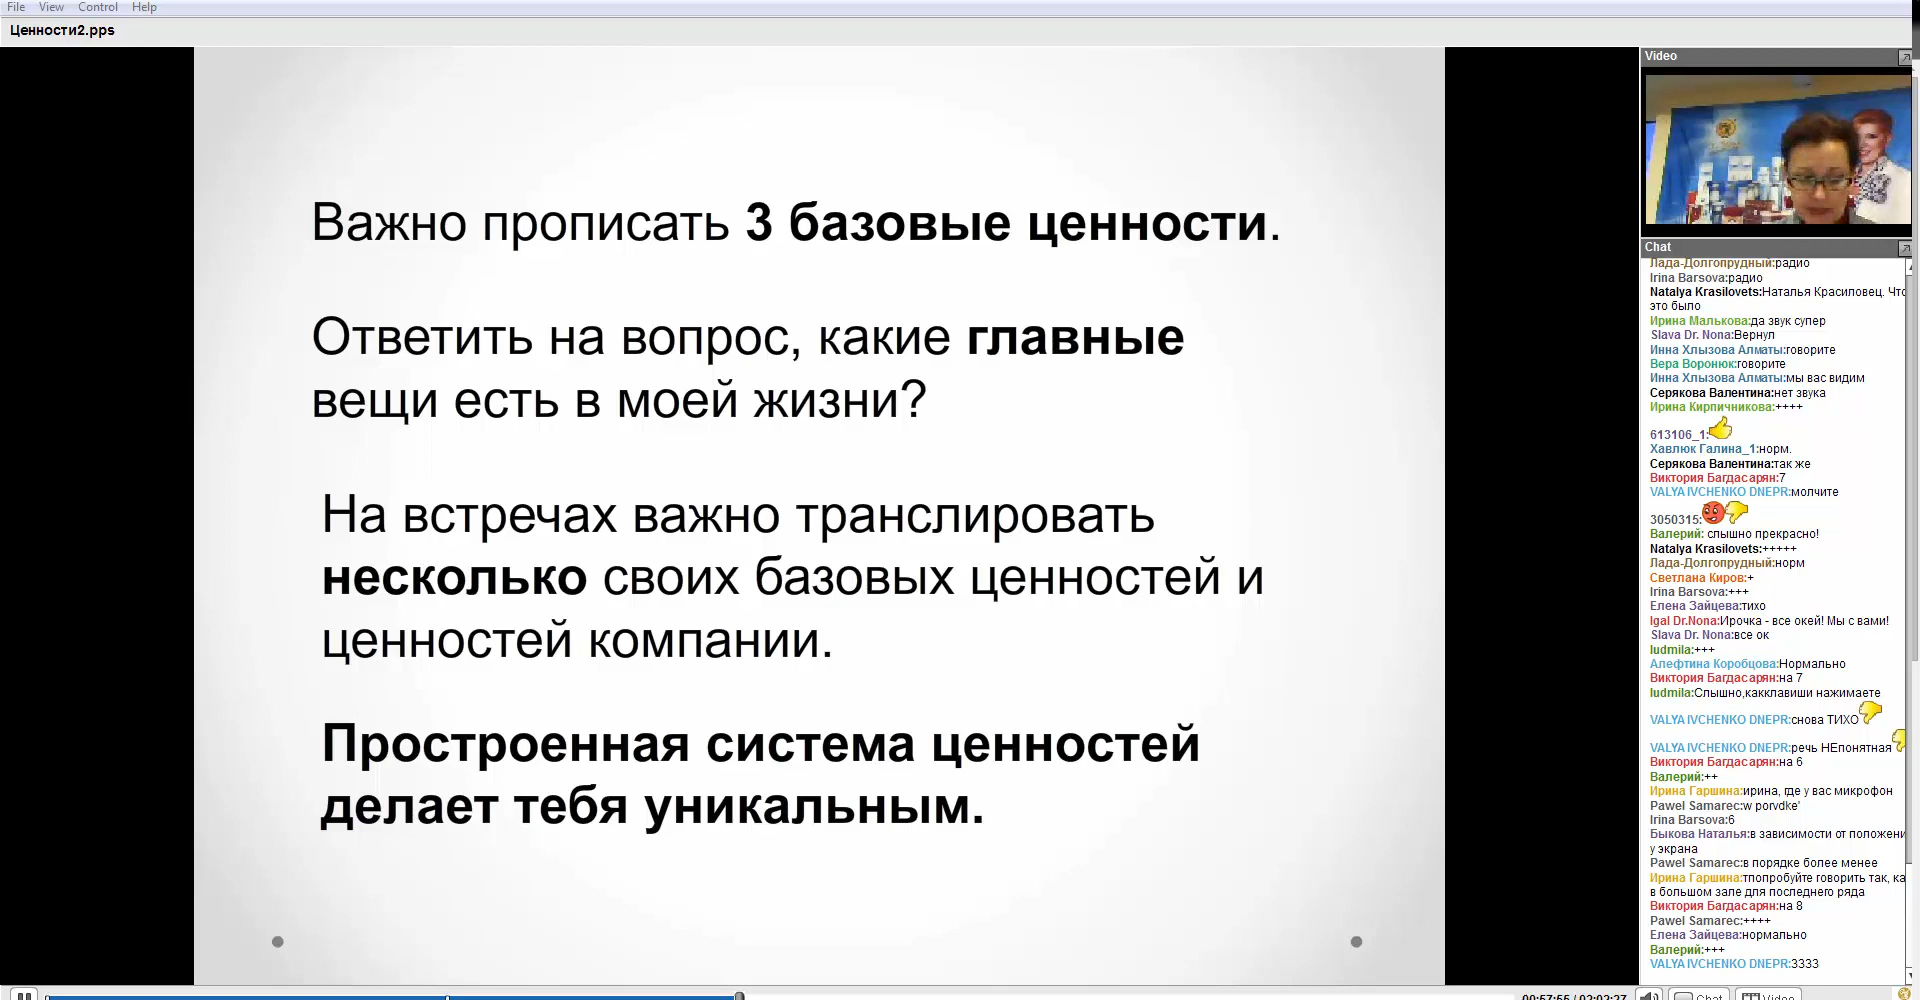 File View Control Help
Ценности2.pps
Важно прописать 3 базовые ценности.
Ответить на вопрос, какие главные
вещи есть в моей жизни?
На встречах важно транслировать
несколько своих базовых ценностей и
ценностей компании.
Простроенная система ценностей
делает тебя уникальным.
Video
Chat
Лада-Долгопрудный:радио
Irina Barsova:радио
Natalya Krasilovets:Наталья Красиловец. Что
это было
Ирина Малькова:да звук супер
Slava Dr. Nona:Вернул
Инна Хлызова Алматы:говорите
Вера Воронюк:говорите
Инна Хлызова Алматы:мы вас видим
Серякова Валентина:нет звука
Ирина Кирпичникова:++++
613106_1:
Хавлюк Галина_1:норм.
Серякова Валентина:так же
Виктория Багдасарян:7
VALYA IVCHENKO DNEPR:молчите
3050315:
Валерий: слышно прекрасно!
Natalya Krasilovets:+++++
Лада-Долгопрудный:норм
Светлана Киров:+
Irina Barsova:+++
Елена Зайцева:тихо
Igal Dr.Nona:Ирочка - все окей! Мы с вами!
Slava Dr. Nona:все ок
ludmila:+++
Алефтина Коробцова:Нормально
Виктория Багдасарян:на 7
ludmila:Слышно,какклавиши нажимаете
VALYA IVCHENKO DNEPR:снова ТИХО
VALYA IVCHENKO DNEPR:речь НЕпонятная
Виктория Багдасарян:на 6
Валерий:++
Ирина Гаршина:ирина, где у вас микрофон
Pawel Samarec:w porvdke'
Irina Barsova:6
Быкова Наталья:в зависимости от положени
у экрана
Pawel Samarec:в порядке более менее
Ирина Гаршина:тпопробуйте говорить так, ка
в большом зале для последнего ряда
Виктория Багдасарян:на 8
Pawel Samarec:++++
Елена Зайцева:нормально
Валерий:+++
VALYA IVCHENKO DNEPR:3333
00:57:55 / 02:02:27 Chat Video